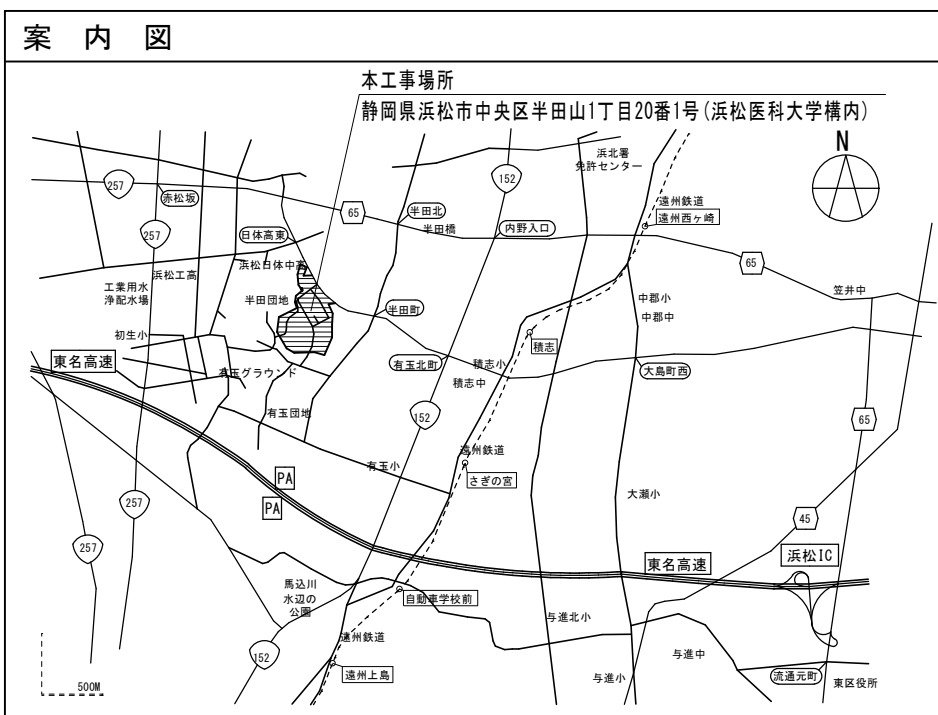 案内図
本工事場所
静岡県浜松市中央区半田山1丁目20番1号(浜松医科大学構内)
N
浜北署
免許センター
152
257
赤松坂
65
半田北
半田橋
遠州鉄道
遠州西ヶ崎
257
日体高東
内野入口
浜松工高
浜松日体中高
65
工業用水
浄配水場
半田団地
笠井中
中郡小
中郡中
半田町
初生小
積志
東名高速
有玉グラウンド
有玉北町
積志小
積志中
大島町西
有玉団地
152
65
遠州鉄道
有玉小
さぎの宮
PA
PA
大瀬小
257
45
257
東名高速
浜松IC
馬込川
水辺の
公園
自動車学校前
与進北小
遠州鉄道
152
遠州上島
与進中
与進小
流通元町
東区役所
500M